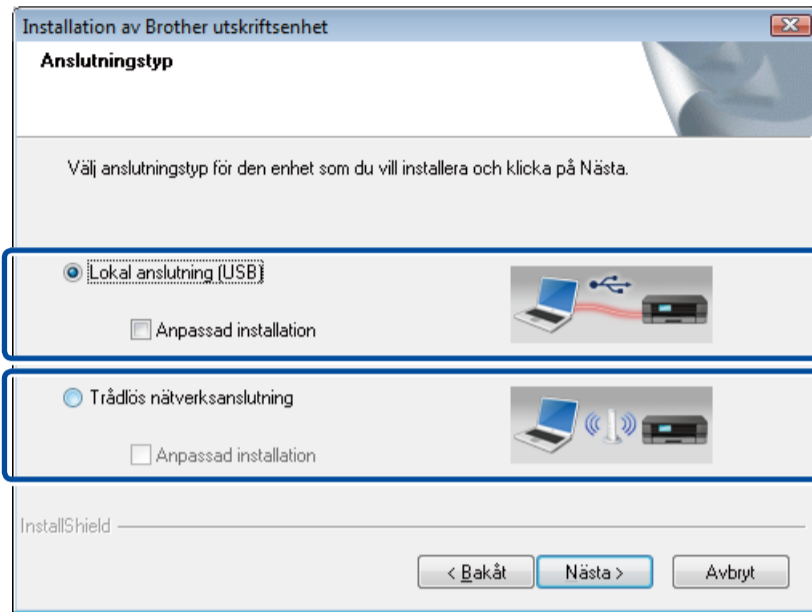 Installation av Brother utskriftsenhet
Anslutningstyp
Välj anslutningstyp för den enhet som du vill installera och klicka på Nästa.
Lokal anslutning (USB)
Anpassad installation
Trådlös nätverksanslutning
Anpassad installation
InstallShield
< Bakåt Nästa > Avbryt